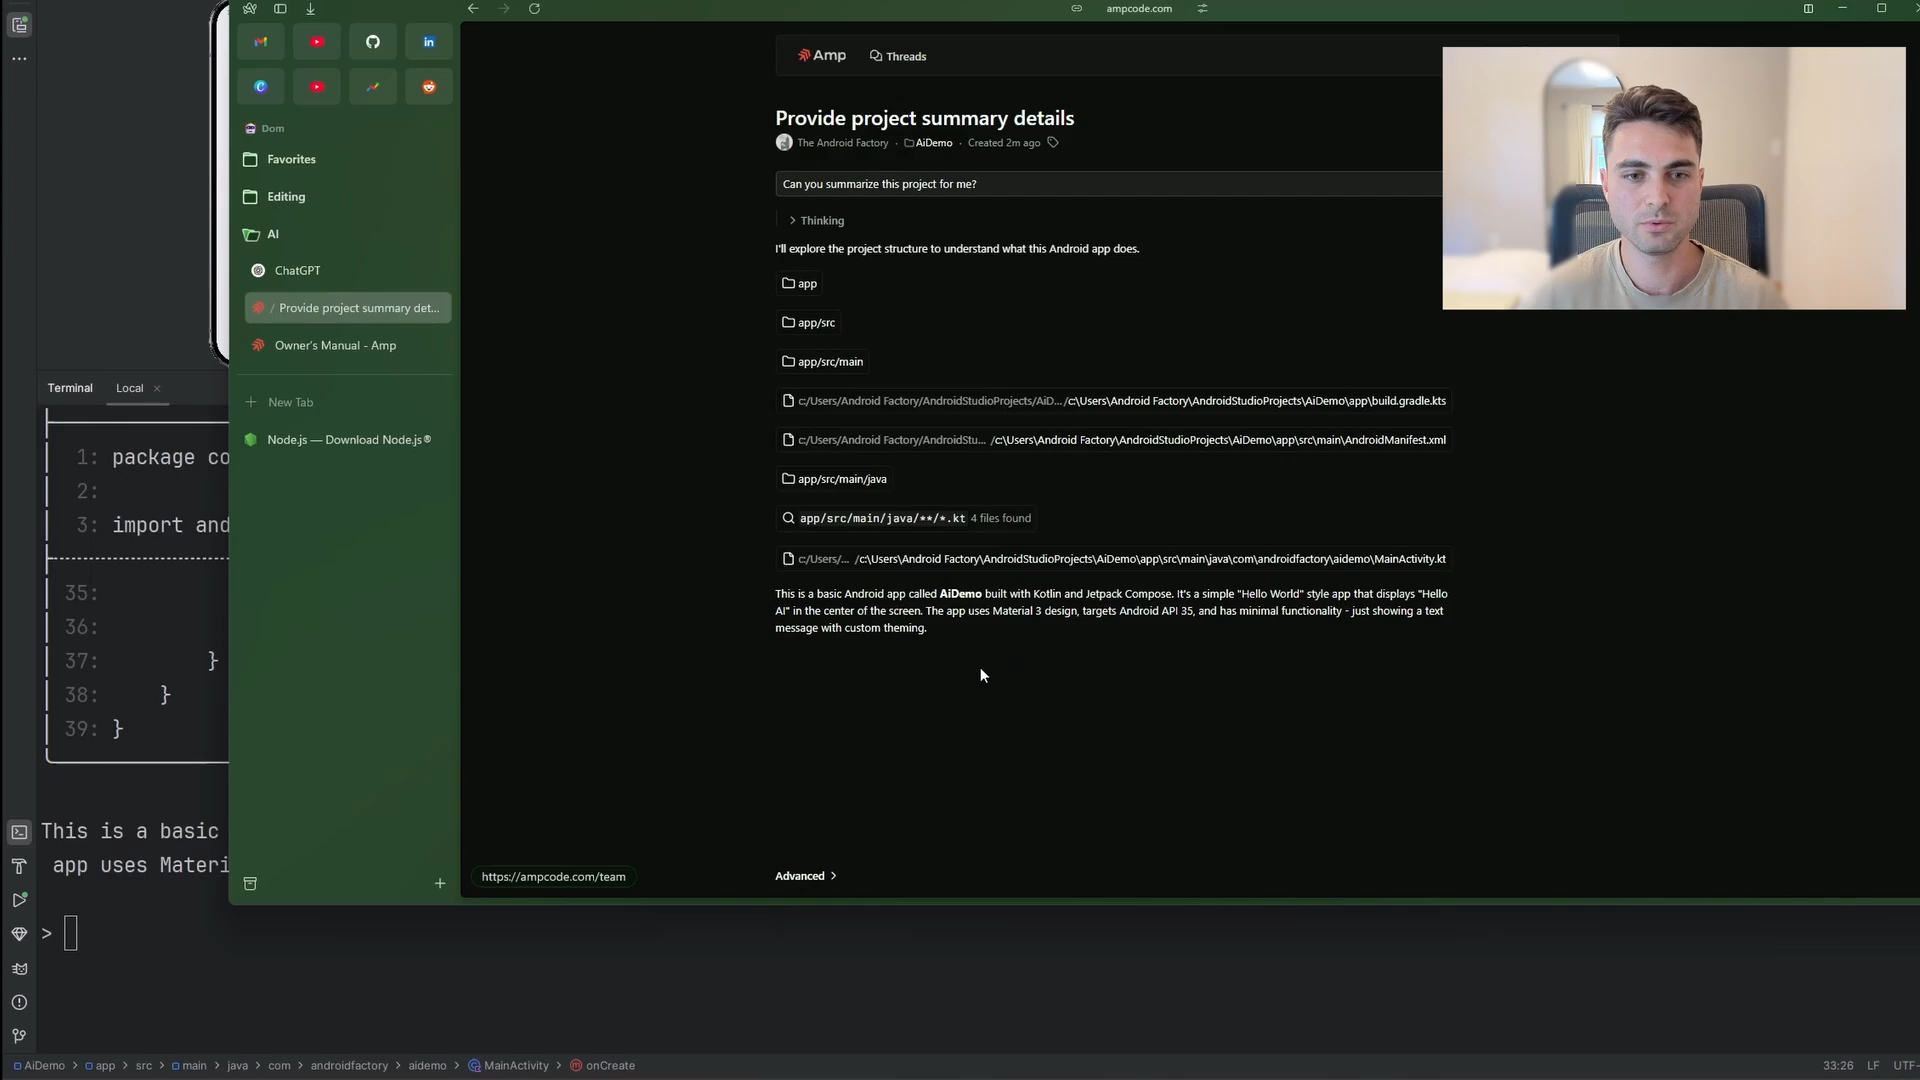 ampcode.com
Amp
Threads
Dom
Favorites
Editing
AI
ChatGPT
/ Provide project summary det...
Owner's Manual - Amp
New Tab
Node.js — Download Node.js®
Provide project summary details
The Android Factory · AiDemo · Created 2m ago
Can you summarize this project for me?
Thinking
I'll explore the project structure to understand what this Android app does.
app
app/src
app/src/main
c:/Users/Android Factory/AndroidStudioProjects/AiD... /c:\Users\Android Factory\AndroidStudioProjects\AiDemo\app\build.gradle.kts
c:/Users/Android Factory/AndroidStu... /c:\Users\Android Factory\AndroidStudioProjects\AiDemo\app\src\main\AndroidManifest.xml
app/src/main/java
app/src/main/java/**/*.kt 4 files found
c:/Users/... /c:\Users\Android Factory\AndroidStudioProjects\AiDemo\app\src\main\java\com\androidfactory\aidemo\MainActivity.kt
This is a basic Android app called AiDemo built with Kotlin and Jetpack Compose. It's a simple "Hello World" style app that displays "Hello
AI" in the center of the screen. The app uses Material 3 design, targets Android API 35, and has minimal functionality - just showing a text
message with custom theming.
Advanced
https://ampcode.com/team
Terminal
Local
1: package co
2:
3: import and
35:
36:
37: }
38: }
39: }
This is a basic
app uses Materi
>
AiDemo > app > src > main > java > com > androidfactory > aidemo > MainActivity > onCreate
33:26 LF UTF-